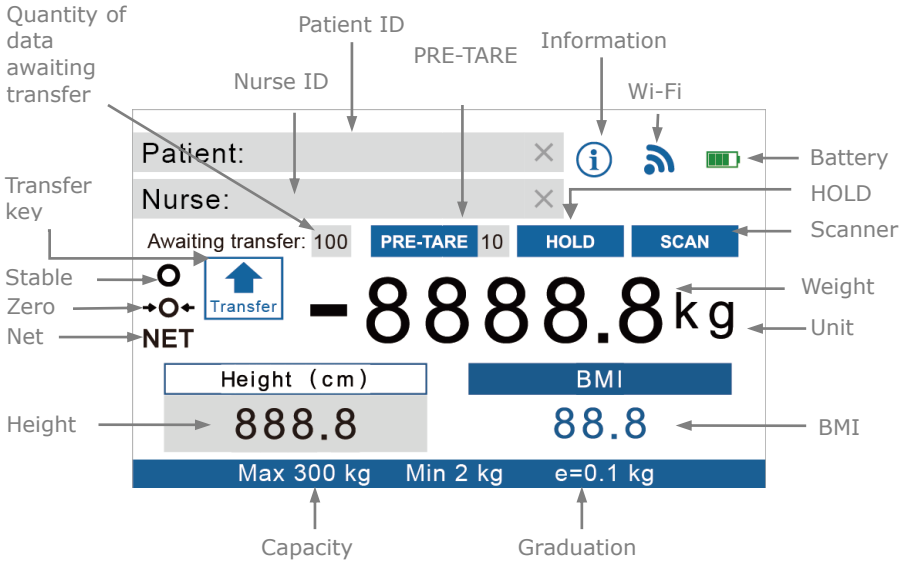 Quantity of
data
awaiting
transfer
Patient ID
Information
PRE-TARE
Nurse ID
Wi-Fi
Patient: ×
i
Battery
Transfer
key
Nurse: ×
HOLD
Scanner
Awaiting transfer: 100 PRE-TARE 10 HOLD SCAN
Stable
Zero
Net
Transfer
NET
-8888.8kg
Weight
Unit
Height (cm) BMI
Height
888.8 88.8
BMI
Max 300 kg Min 2 kg e=0.1 kg
Capacity Graduation